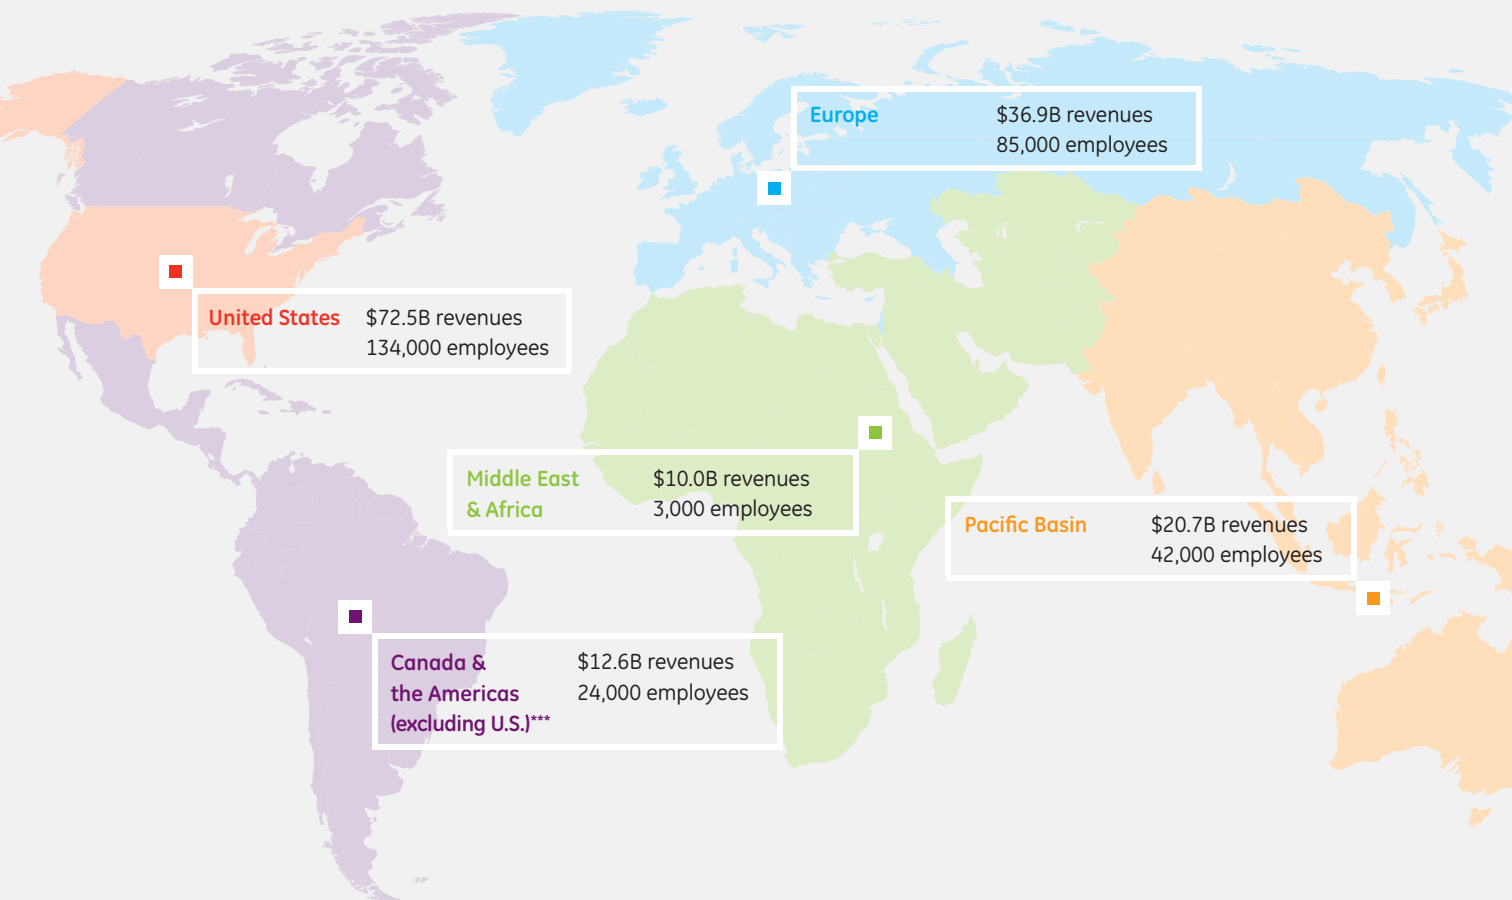 Europe $36.9B revenues
85,000 employees
United States $72.5B revenues
134,000 employees
Middle East $10.0B revenues
& Africa 3,000 employees
Pacific Basin $20.7B revenues
42,000 employees
Canada & $12.6B revenues
the Americas 24,000 employees
(excluding U.S.)***